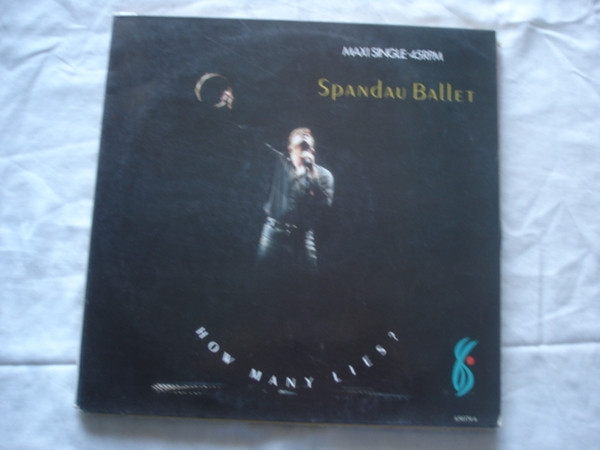 MAXI SINGLE 45RPM
Spandau Ballet
HOW MANY LIES?